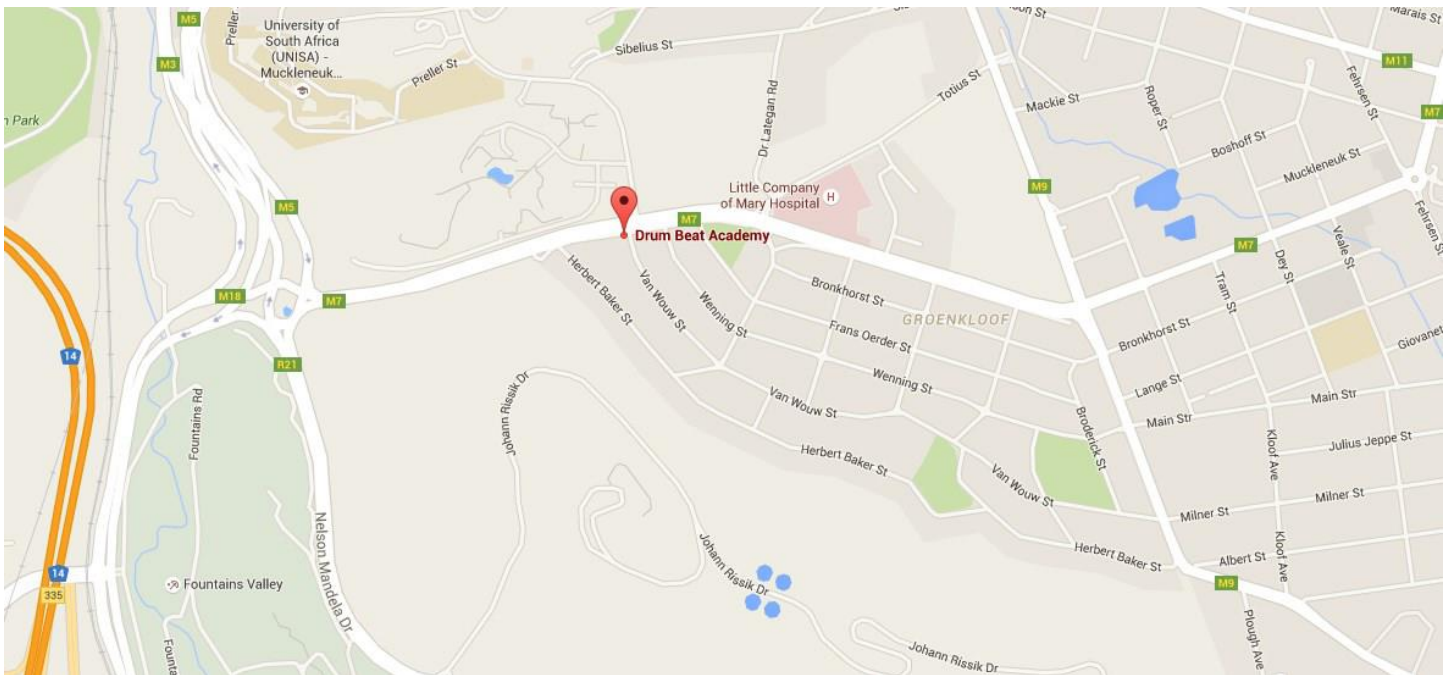 M5
University of
South Africa
(UNISA) -
Muckleneuk...
Preller
Preller St
Sibelius St
Marais St
M11
M3
Totius St
Dr Lategan Rd
Mackie St
Roper St
Fehrsen St
M7
Boshoff St
Muckleneuk St
n Park
Little Company
of Mary Hospital
H
M9
M5
M7
Drum Beat Academy
M7
Fehrsen St
Veale St
Dey St
Tram St
Herbert Baker St
Van Wouw St
Wenning St
Bronkhorst St
GROENKLOOF
M18
M7
Frans Oerder St
Bronkhorst St
Giovanet
14
R21
Wenning St
Lange St
Main Str
Main Str
Johann Rissik Dr
Van Wouw St
Broderick St
Fountains Rd
Kloof Ave
Julius Jeppe St
Herbert Baker St
Van Wouw St
Milner St
Milner St
Nelson Mandela Dr
Johann Rissik Dr
Herbert Baker St
Albert St
Kloof Ave
14
335
Fountains Valley
M9
Plough Ave
Founta
Johann Rissik Dr